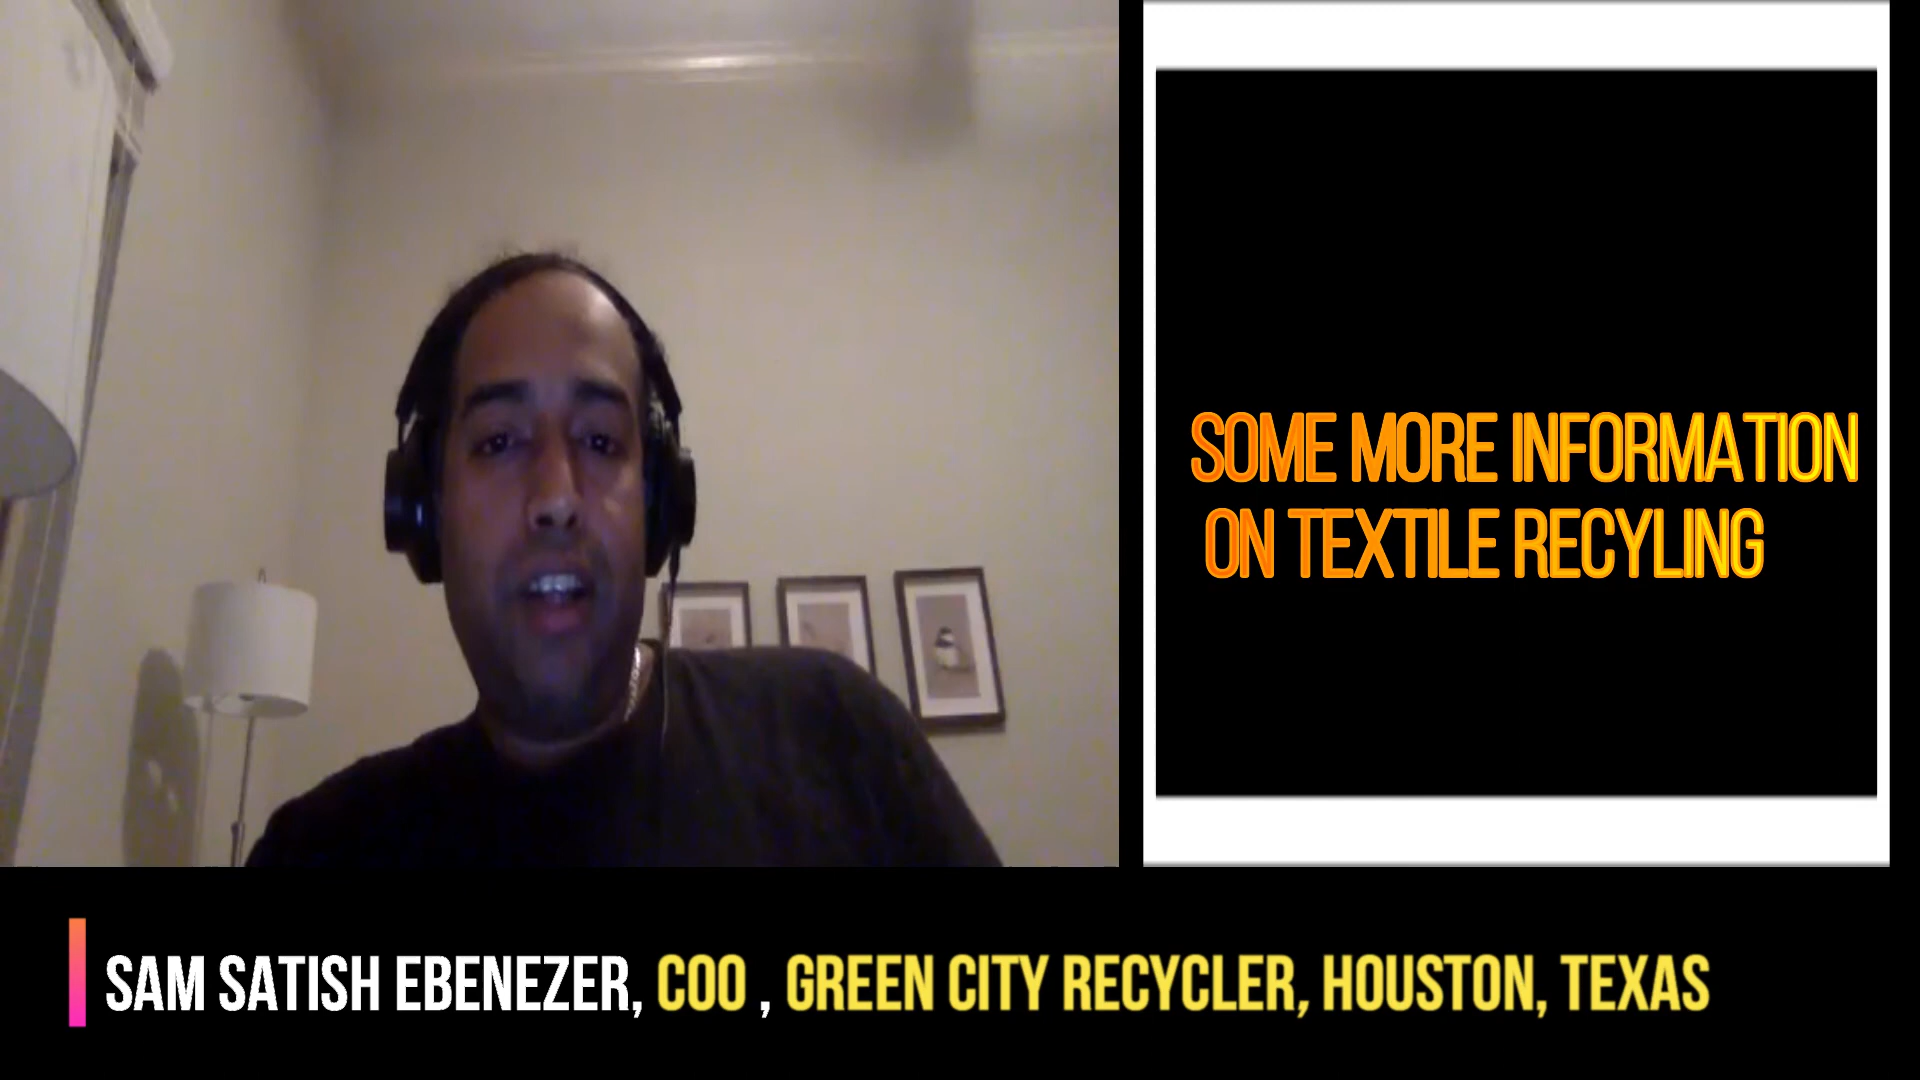 SOME MORE INFORMATION
ON TEXTILE RECYLING
SAM SATISH EBENEZER, COO , GREEN CITY RECYCLER, HOUSTON, TEXAS